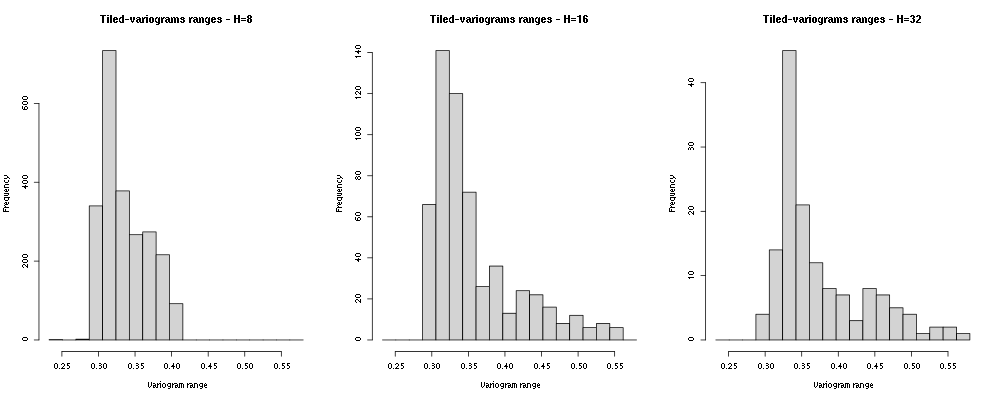 Tiled-variograms ranges - H=8
Frequency
0
200
400
600
0.25 0.30 0.35 0.40 0.45 0.50 0.55
Variogram range
Tiled-variograms ranges - H=16
Frequency
0
20
40
60
80
100
120
140
0.25 0.30 0.35 0.40 0.45 0.50 0.55
Variogram range
Tiled-variograms ranges - H=32
Frequency
0
10
20
30
40
0.25 0.30 0.35 0.40 0.45 0.50 0.55
Variogram range